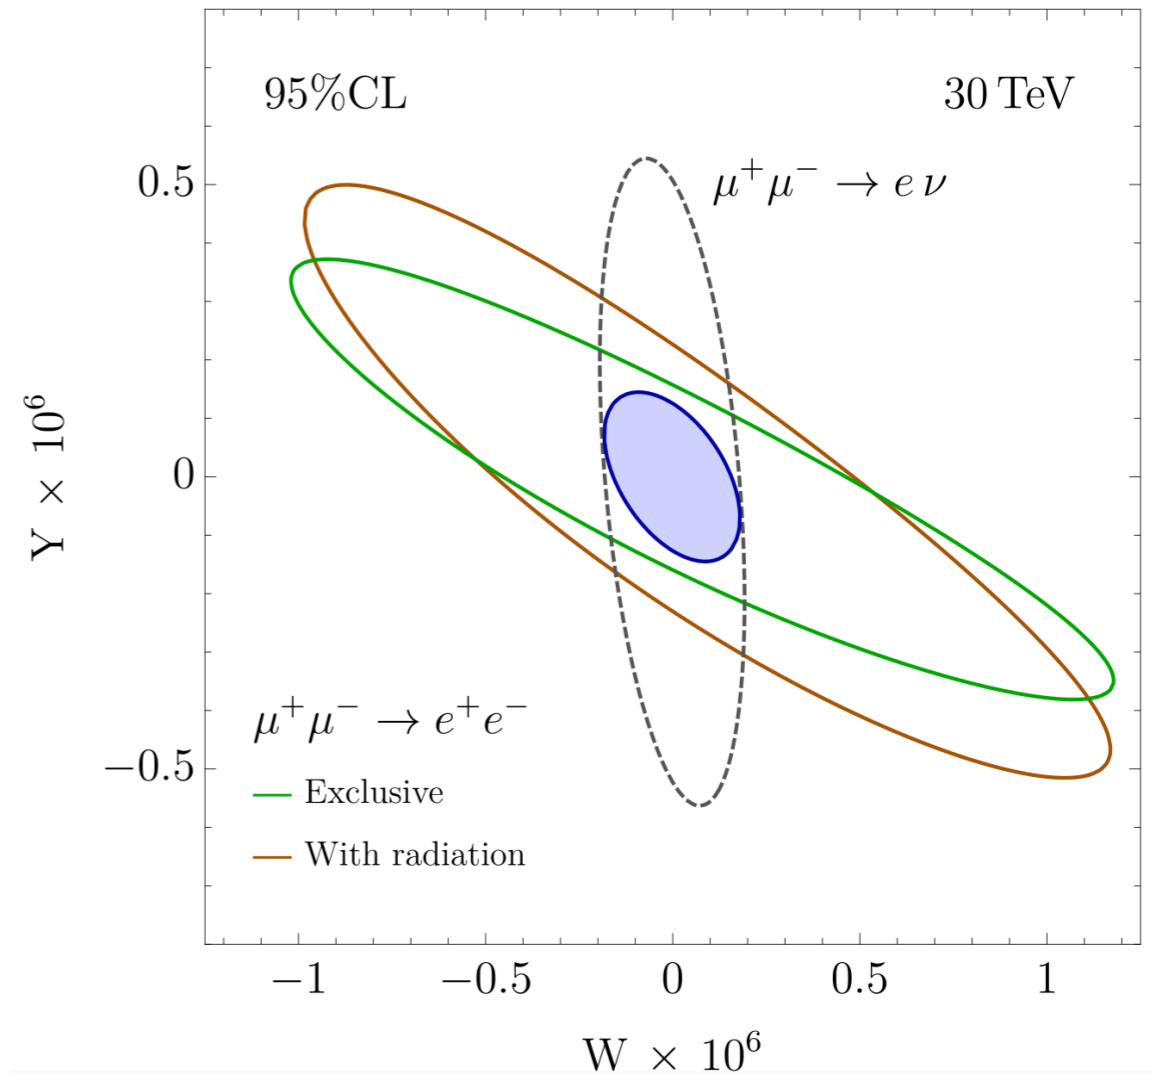 95%CL
30 TeV
μ⁺μ⁻ → e ν
0.5
0
−0.5
Y × 10⁶
μ⁺μ⁻ → e⁺e⁻
Exclusive
With radiation
−1 −0.5 0 0.5 1
W × 10⁶